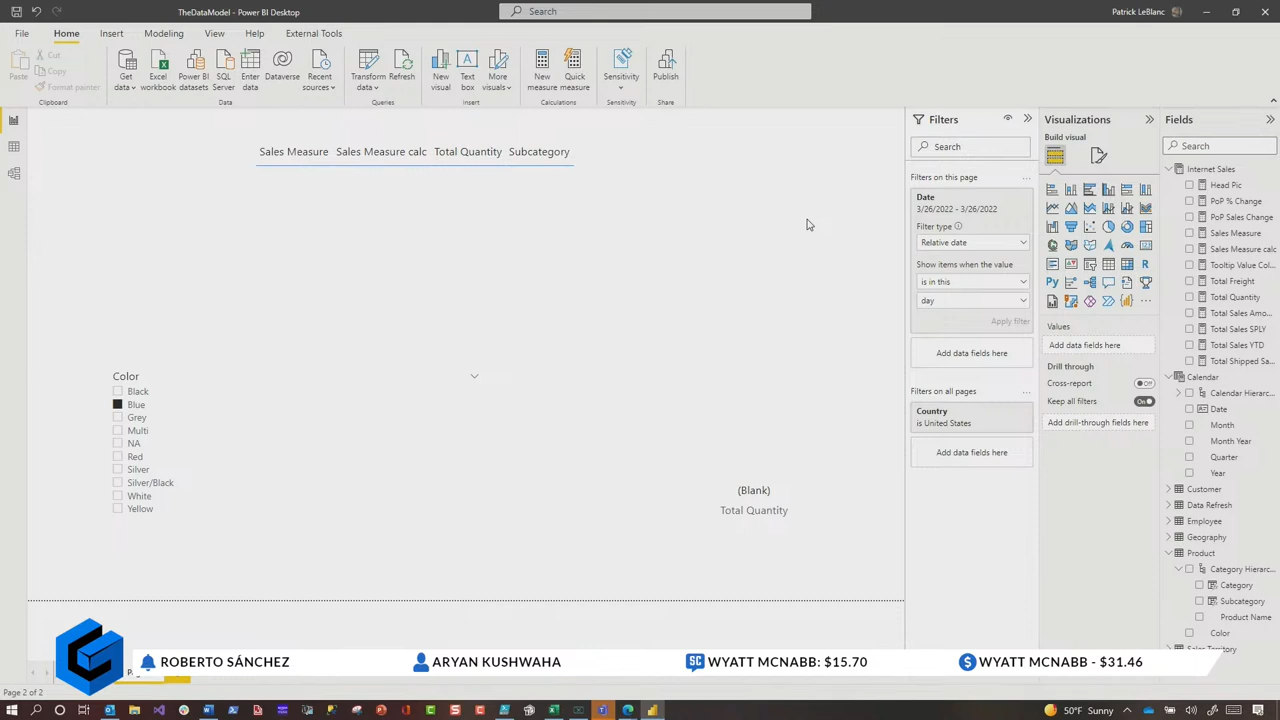 TheDataModel - Power BI Desktop
Search
Patrick LeBlanc
File Home Insert Modeling View Help External Tools
Paste
Cut
Copy
Format painter
Clipboard
Get data
Excel workbook
Power BI datasets
SQL Server
Enter data
Dataverse
Recent sources
Data
Transform data
Refresh
Queries
New visual
Text box
More visuals
Insert
New measure
Quick measure
Calculations
Sensitivity
Sensitivity
Publish
Share
Sales Measure Sales Measure calc Total Quantity Subcategory
Color
Black
Blue
Grey
Multi
NA
Red
Silver
Silver/Black
White
Yellow
(Blank)
Total Quantity
Filters
Search
Filters on this page ...
Date
3/26/2022 - 3/26/2022
Filter type
Relative date
Show items when the value
is in this
day
Apply filter
Add data fields here
Filters on all pages ...
Country
is United States
Add data fields here
Visualizations
Build visual
R
Py
...
Values
Add data fields here
Drill through
Cross-report Off
Keep all filters On
Add drill-through fields here
Fields
Search
Internet Sales
Head Pic
PoP % Change
PoP Sales Change
Sales Measure
Sales Measure calc
Tooltip Value Col...
Total Freight
Total Quantity
Total Sales Amo...
Total Sales SPLY
Total Sales YTD
Total Shipped Sa...
Calendar
Calendar Hierarc...
Date
Month
Month Year
Quarter
Year
Customer
Data Refresh
Employee
Geography
Product
Category Hierarc...
Category
Subcategory
Product Name
Color
Sales Territory
ROBERTO SÁNCHEZ
ARYAN KUSHWAHA
SC WYATT MCNABB: $15.70
$ WYATT MCNABB - $31.46
Page 2 of 2
50°F Sunny